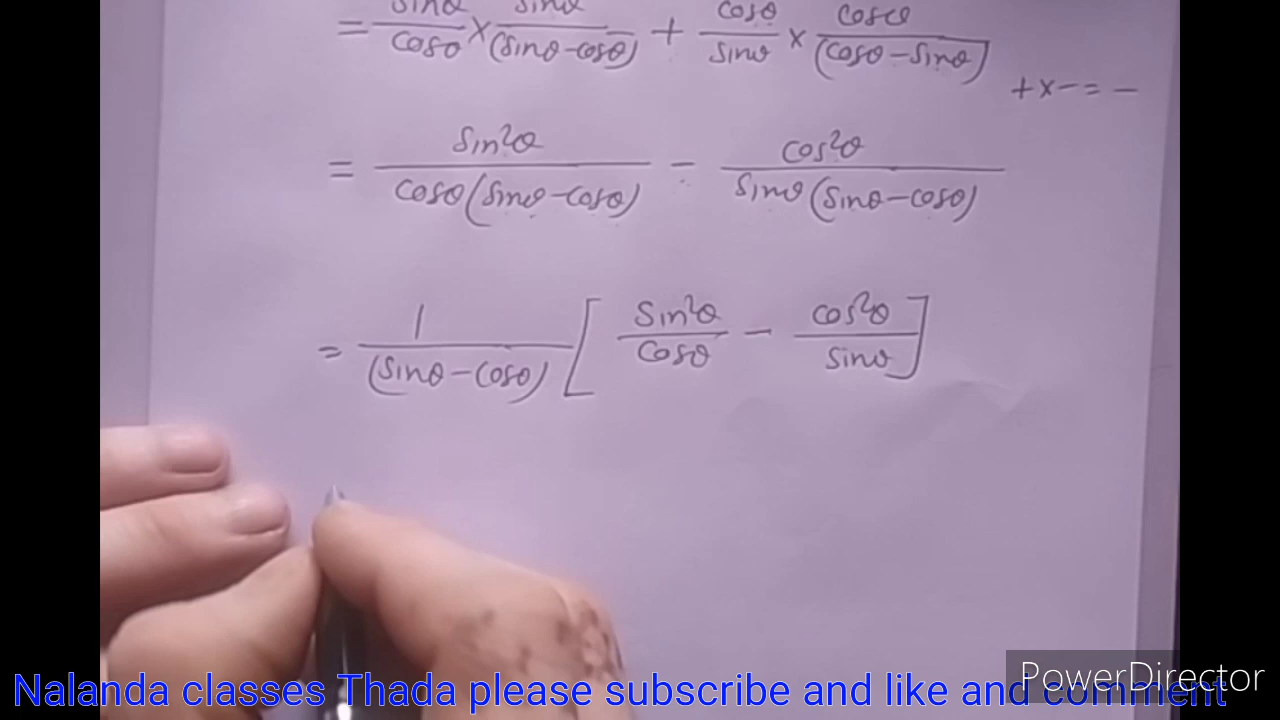 = sinθ/cosθ × sinθ/(sinθ-cosθ) + cosθ/sinθ × cosθ/(cosθ-sinθ)
+×-=-
= sin²θ/cosθ(sinθ-cosθ) - cos²θ/sinθ(sinθ-cosθ)
= 1/(sinθ-cosθ) [ sin²θ/cosθ - cos²θ/sinθ ]
PowerDirector
Nalanda classes Thada please subscribe and like and comment